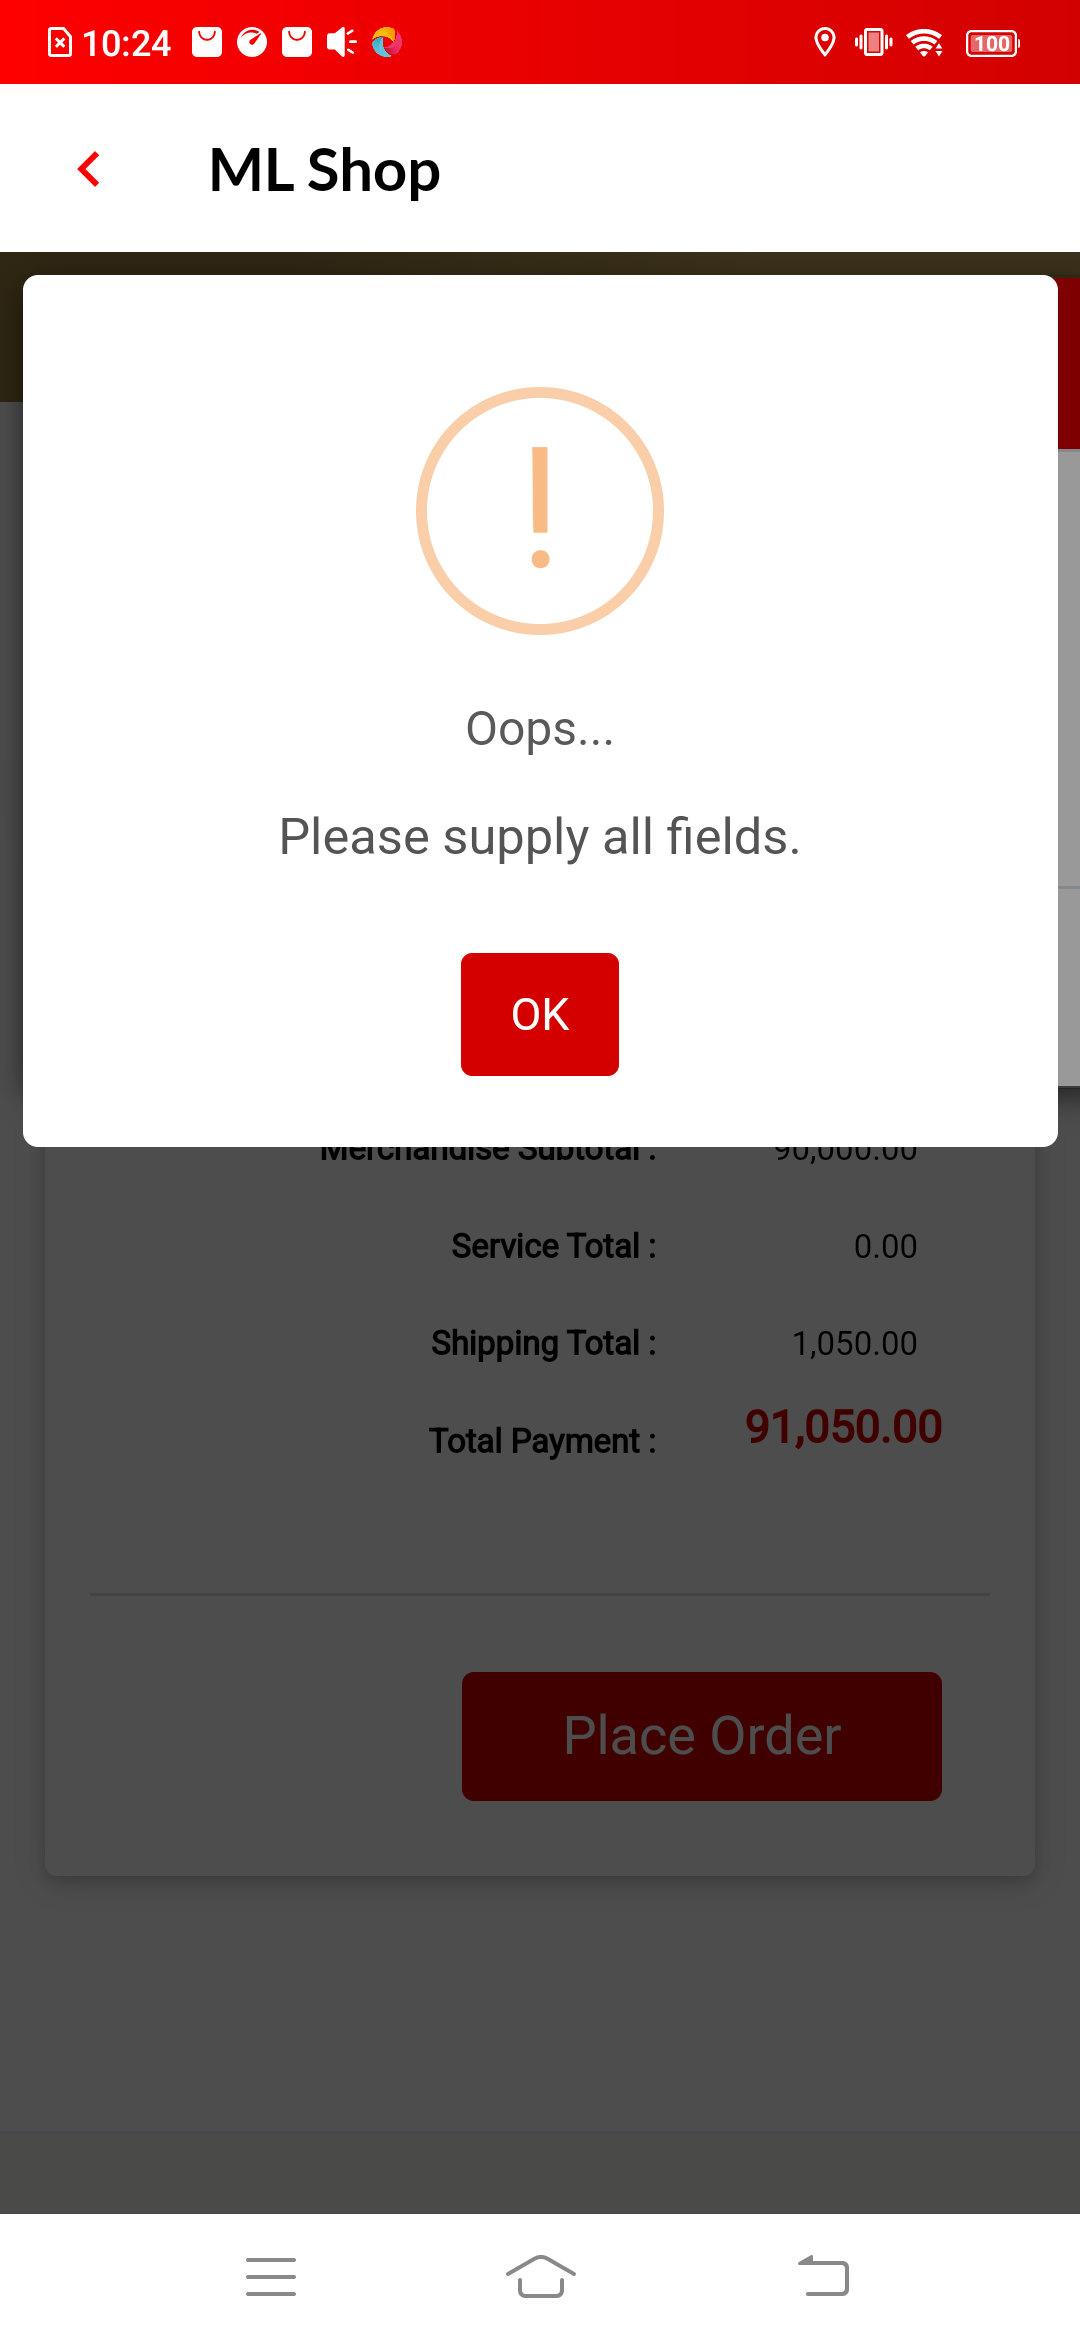 10:24
100
ML Shop
Oops...
Please supply all fields.
OK
Merchandise Subtotal : 90,000.00
Service Total : 0.00
Shipping Total : 1,050.00
Total Payment : 91,050.00
Place Order